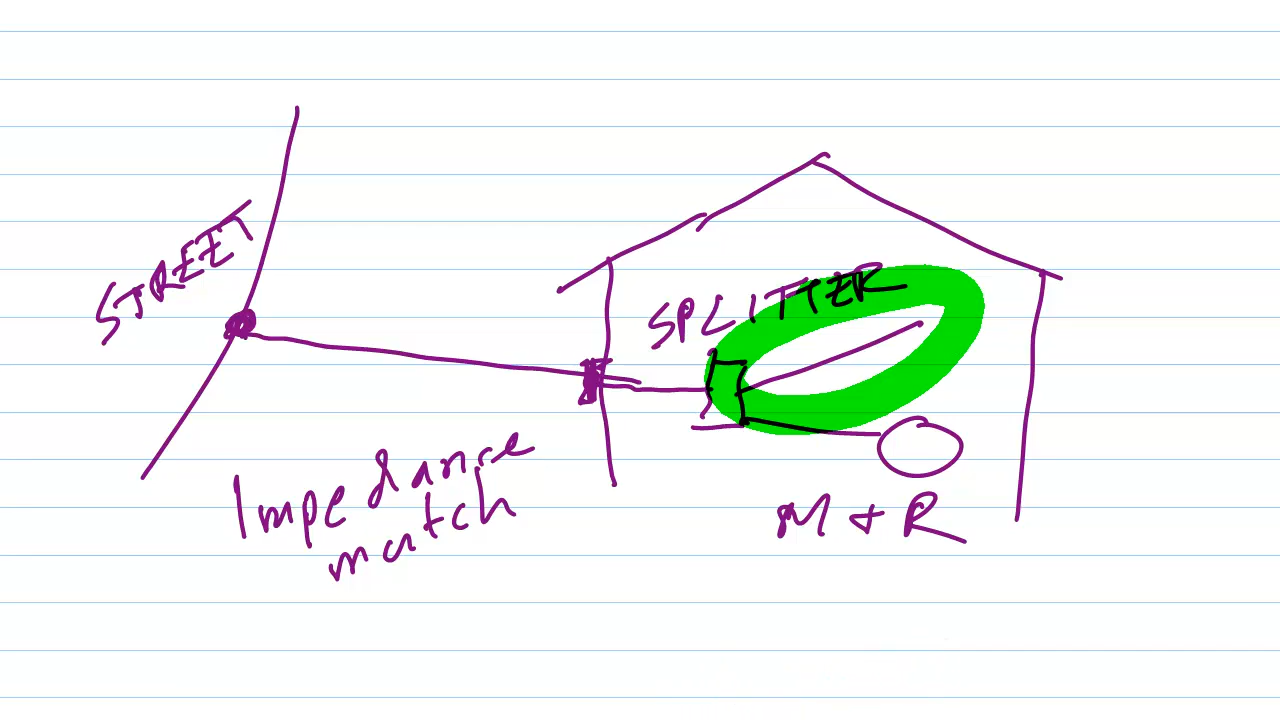 STREET
SPLITTER
Impedance
match
M + R